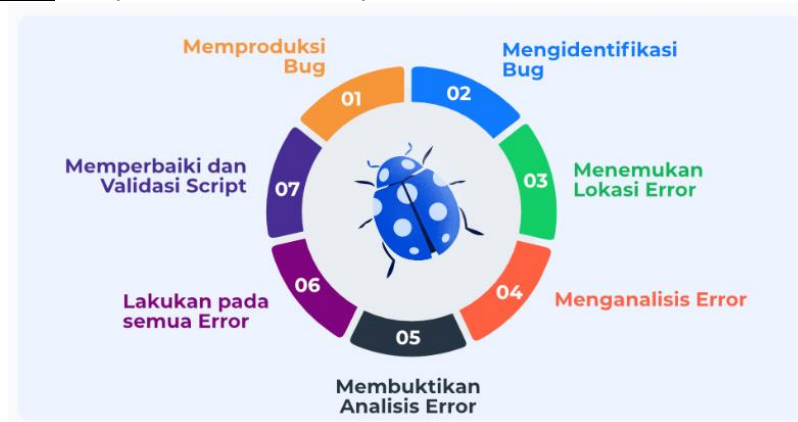 Memproduksi
Bug
01
Mengidentifikasi
Bug
02
Menemukan
Lokasi Error
03
Menganalisis Error
04
Membuktikan
Analisis Error
05
Lakukan pada
semua Error
06
Memperbaiki dan
Validasi Script
07